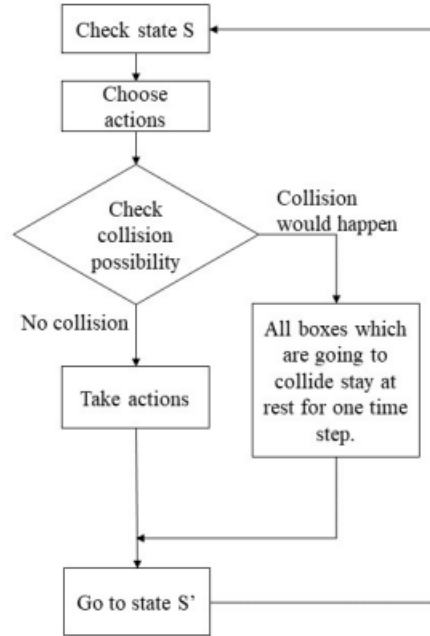 Check state S
Choose
actions
Check
collision
possibility
Collision
would happen
No collision
All boxes which
are going to
collide stay at
rest for one time
step.
Take actions
Go to state S’